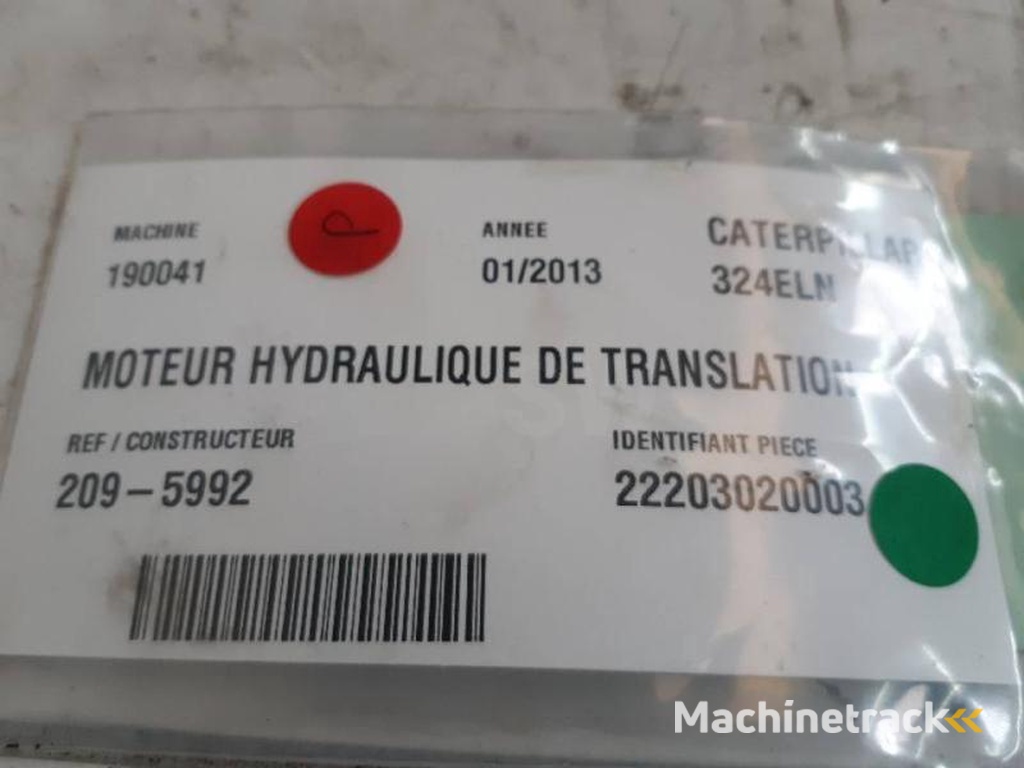 MACHINE
190041
ANNEE
01/2013
CATERPILLAR
324ELN
MOTEUR HYDRAULIQUE DE TRANSLATION
REF / CONSTRUCTEUR
209-5992
IDENTIFIANT PIECE
22203020003
Machinetrack